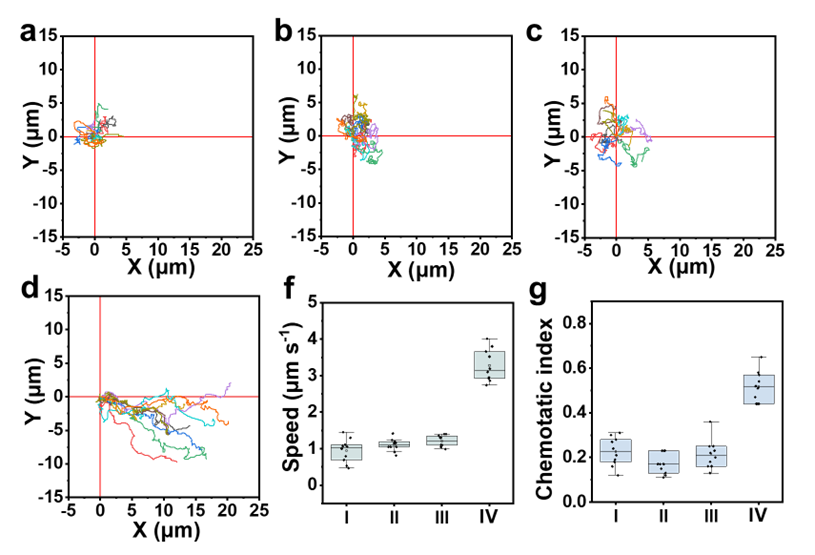 a
15
10
5
0
-5
-10
-15
Y (µm)
-5 0 5 10 15 20 25
X (µm)
b
15
10
5
0
-5
-10
-15
Y (µm)
-5 0 5 10 15 20 25
X (µm)
c
15
10
5
0
-5
-10
-15
Y (µm)
-5 0 5 10 15 20 25
X (µm)
d
15
10
5
0
-5
-10
-15
Y (µm)
-5 0 5 10 15 20 25
X (µm)
f
5
4
3
2
1
0
Speed (µm s⁻¹)
I II III IV
g
0.8
0.6
0.4
0.2
0.0
Chemotatic index
I II III IV